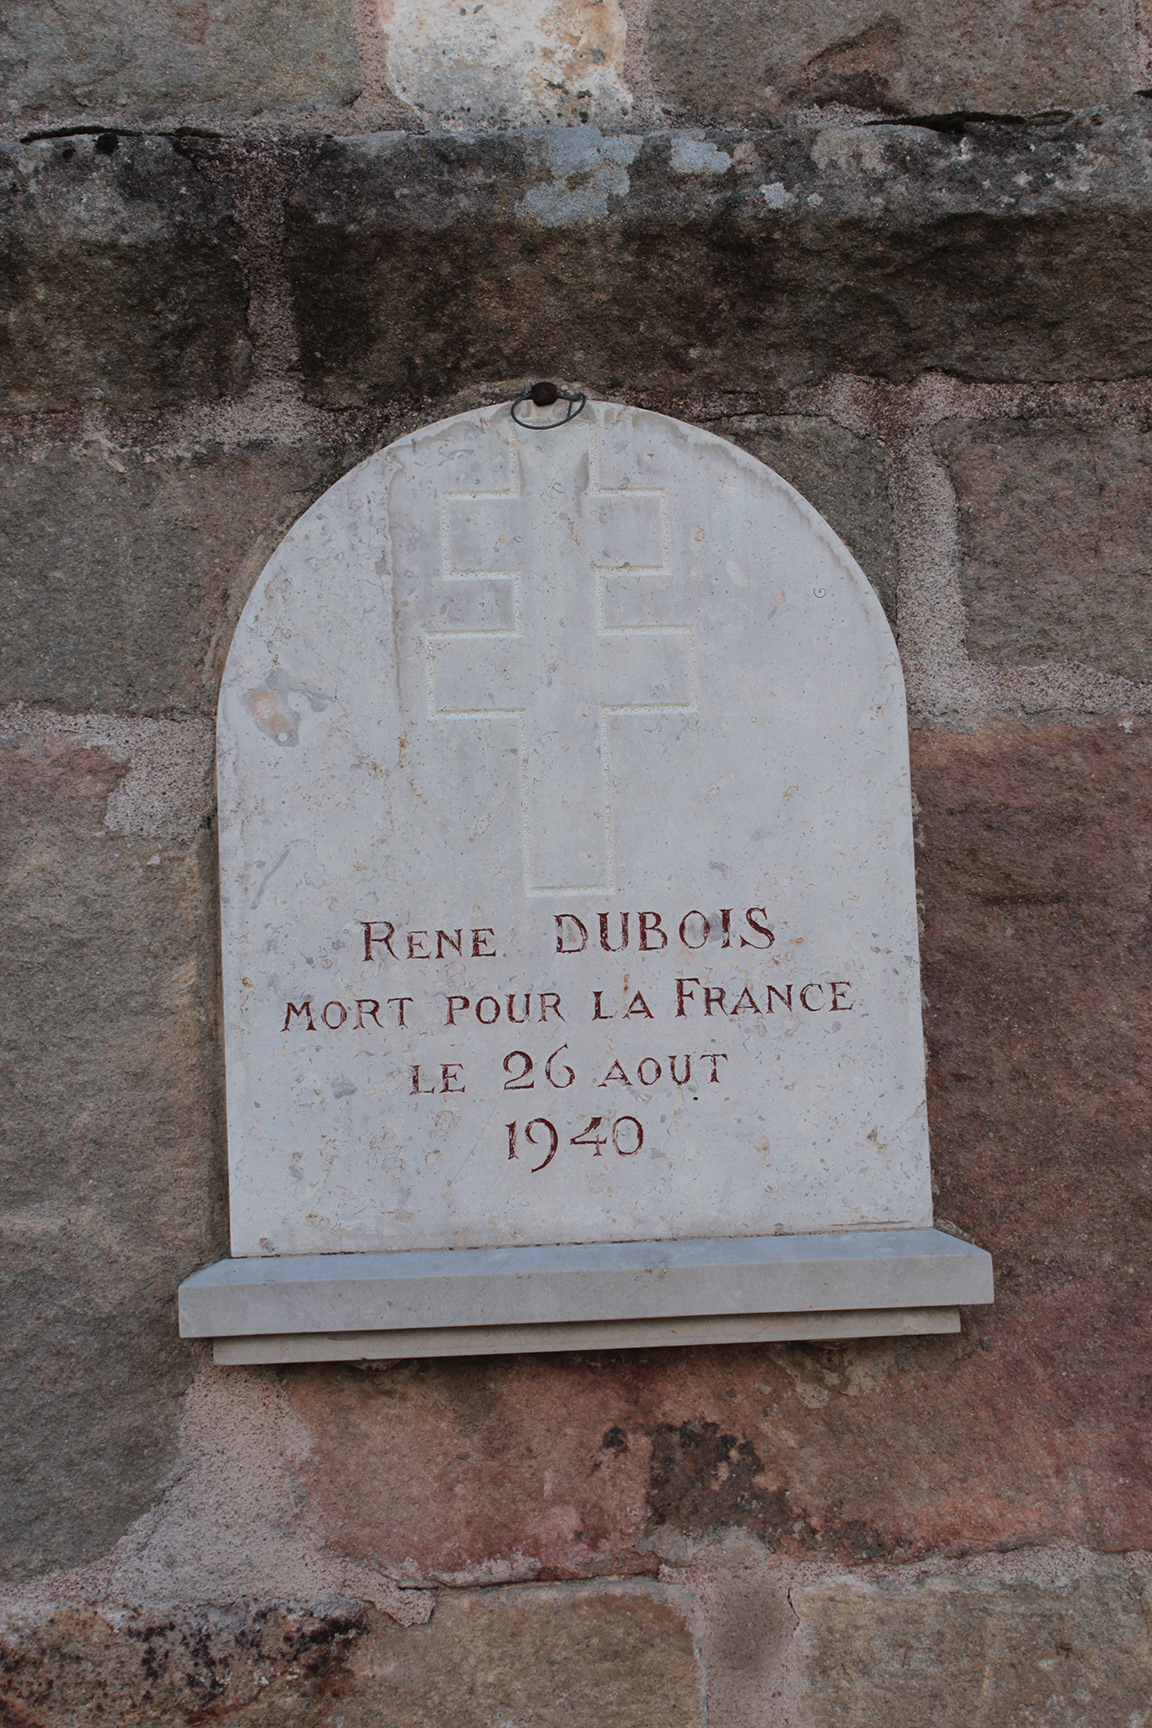 RENE DUBOIS
MORT POUR LA FRANCE
LE 26 AOUT
1940